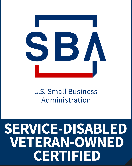 SBA
U.S. Small Business
Administration
SERVICE-DISABLED
VETERAN-OWNED
CERTIFIED